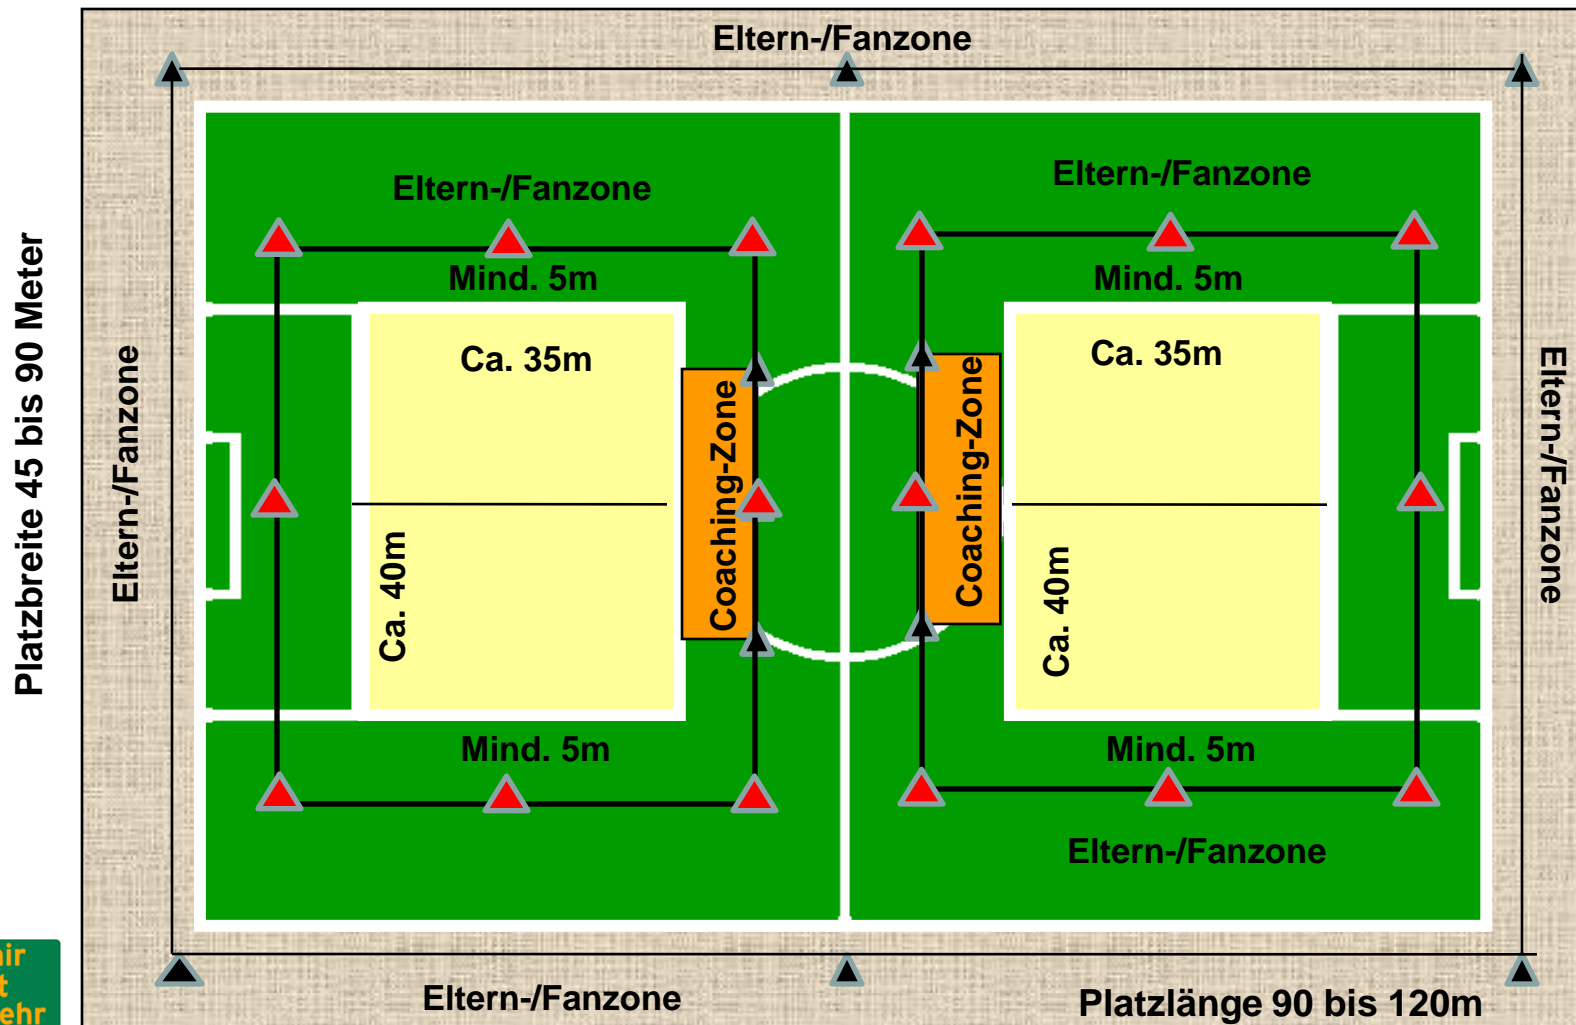 Eltern-/Fanzone
Eltern-/Fanzone
Eltern-/Fanzone
Mind. 5m
Mind. 5m
Ca. 35m
Ca. 35m
Platzbreite 45 bis 90 Meter
Eltern-/Fanzone
Ca. 40m
Coaching-Zone
Coaching-Zone
Ca. 40m
Eltern-/Fanzone
Mind. 5m
Mind. 5m
Eltern-/Fanzone
Eltern-/Fanzone
Platzlänge 90 bis 120m